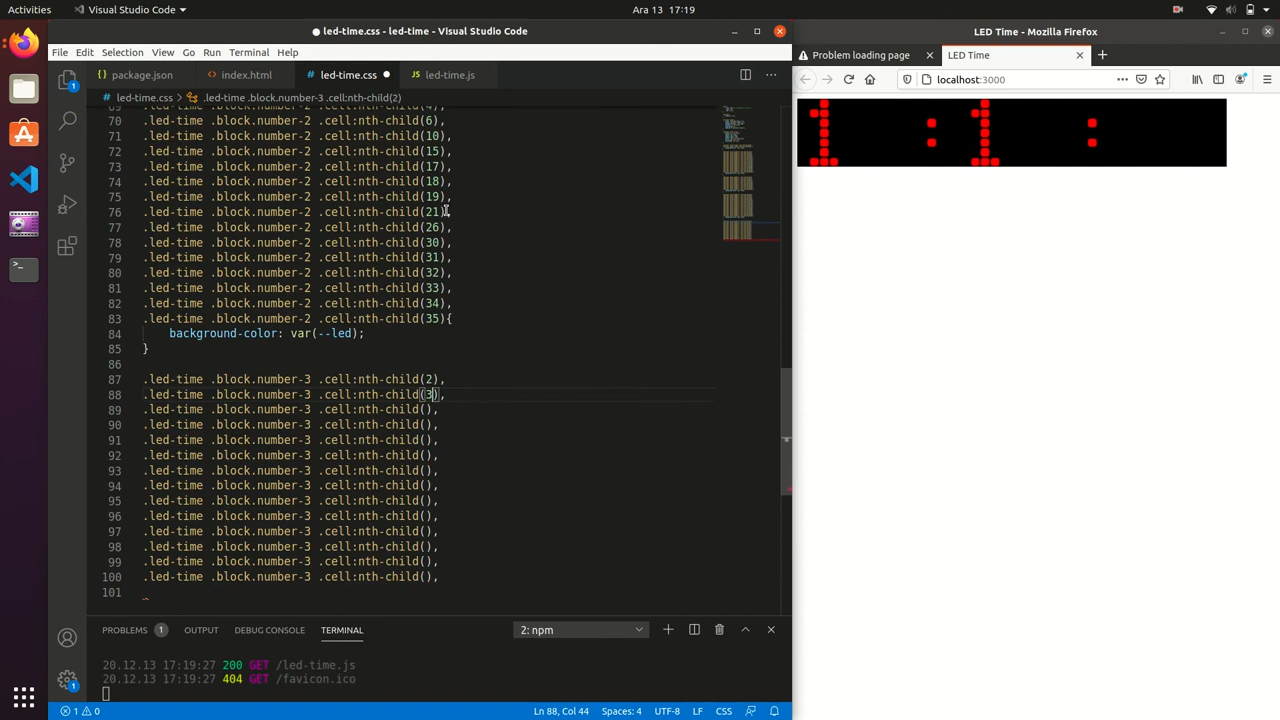 Etkinlikler
Visual Studio Code
Ara 13 17:19
led-time.css - led-time - Visual Studio Code
LED Time - Mozilla Firefox
File Edit Selection View Go Run Terminal Help
package.json
index.html
led-time.css
led-time.js
Problem loading page
LED Time
localhost:3000
led-time.css > .led-time .block.number-3 .cell:nth-child(2)
69 .led-time .block.number-2 .cell:nth-child(4),
70 .led-time .block.number-2 .cell:nth-child(6),
71 .led-time .block.number-2 .cell:nth-child(10),
72 .led-time .block.number-2 .cell:nth-child(15),
73 .led-time .block.number-2 .cell:nth-child(17),
74 .led-time .block.number-2 .cell:nth-child(18),
75 .led-time .block.number-2 .cell:nth-child(19),
76 .led-time .block.number-2 .cell:nth-child(21),
77 .led-time .block.number-2 .cell:nth-child(26),
78 .led-time .block.number-2 .cell:nth-child(30),
79 .led-time .block.number-2 .cell:nth-child(31),
80 .led-time .block.number-2 .cell:nth-child(32),
81 .led-time .block.number-2 .cell:nth-child(33),
82 .led-time .block.number-2 .cell:nth-child(34),
83 .led-time .block.number-2 .cell:nth-child(35){
84 background-color: var(--led);
85 }
86
87 .led-time .block.number-3 .cell:nth-child(2),
88 .led-time .block.number-3 .cell:nth-child(3),
89 .led-time .block.number-3 .cell:nth-child(),
90 .led-time .block.number-3 .cell:nth-child(),
91 .led-time .block.number-3 .cell:nth-child(),
92 .led-time .block.number-3 .cell:nth-child(),
93 .led-time .block.number-3 .cell:nth-child(),
94 .led-time .block.number-3 .cell:nth-child(),
95 .led-time .block.number-3 .cell:nth-child(),
96 .led-time .block.number-3 .cell:nth-child(),
97 .led-time .block.number-3 .cell:nth-child(),
98 .led-time .block.number-3 .cell:nth-child(),
99 .led-time .block.number-3 .cell:nth-child(),
100 .led-time .block.number-3 .cell:nth-child(),
101
1 : 1 :
PROBLEMS 1 OUTPUT DEBUG CONSOLE TERMINAL
2: npm
20.12.13 17:19:27 200 GET /led-time.js
20.12.13 17:19:27 404 GET /favicon.ico
1 0
Ln 88, Col 44 Spaces: 4 UTF-8 LF CSS